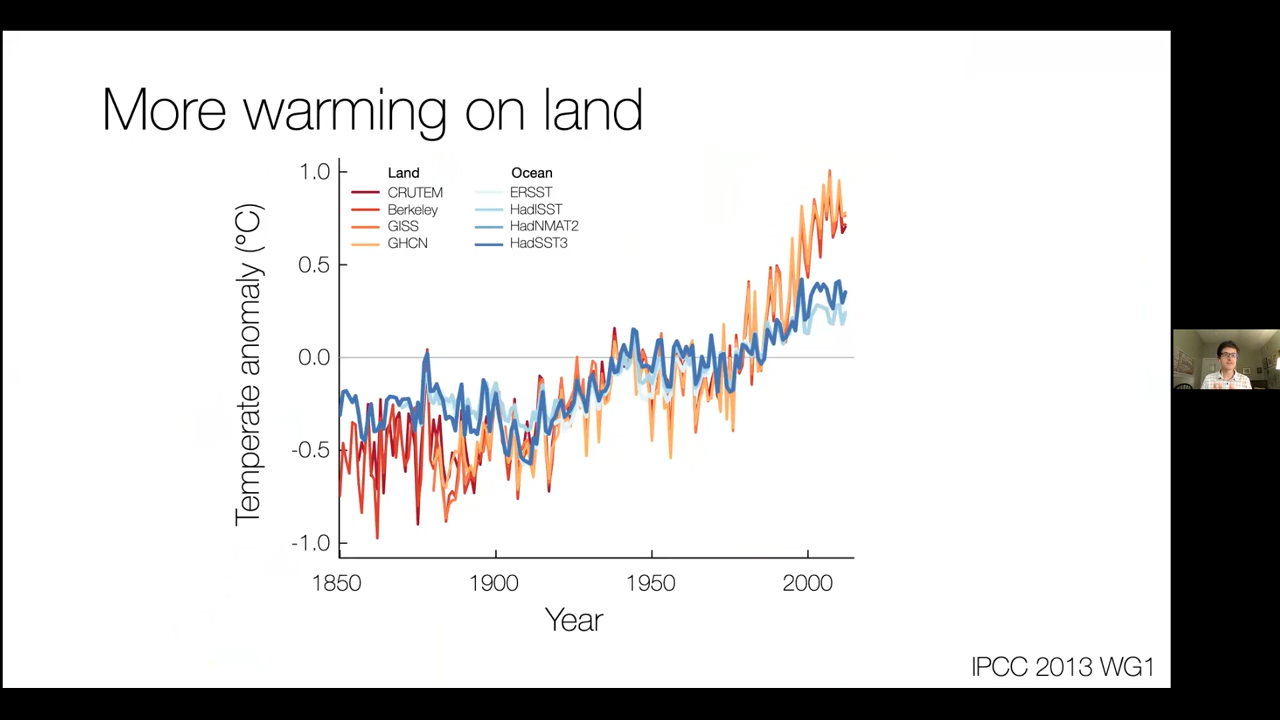 More warming on land
Temperate anomaly (°C)
1.0
0.5
0.0
-0.5
-1.0
Land
CRUTEM
Berkeley
GISS
GHCN
Ocean
ERSST
HadISST
HadNMAT2
HadSST3
1850
1900
1950
2000
Year
IPCC 2013 WG1